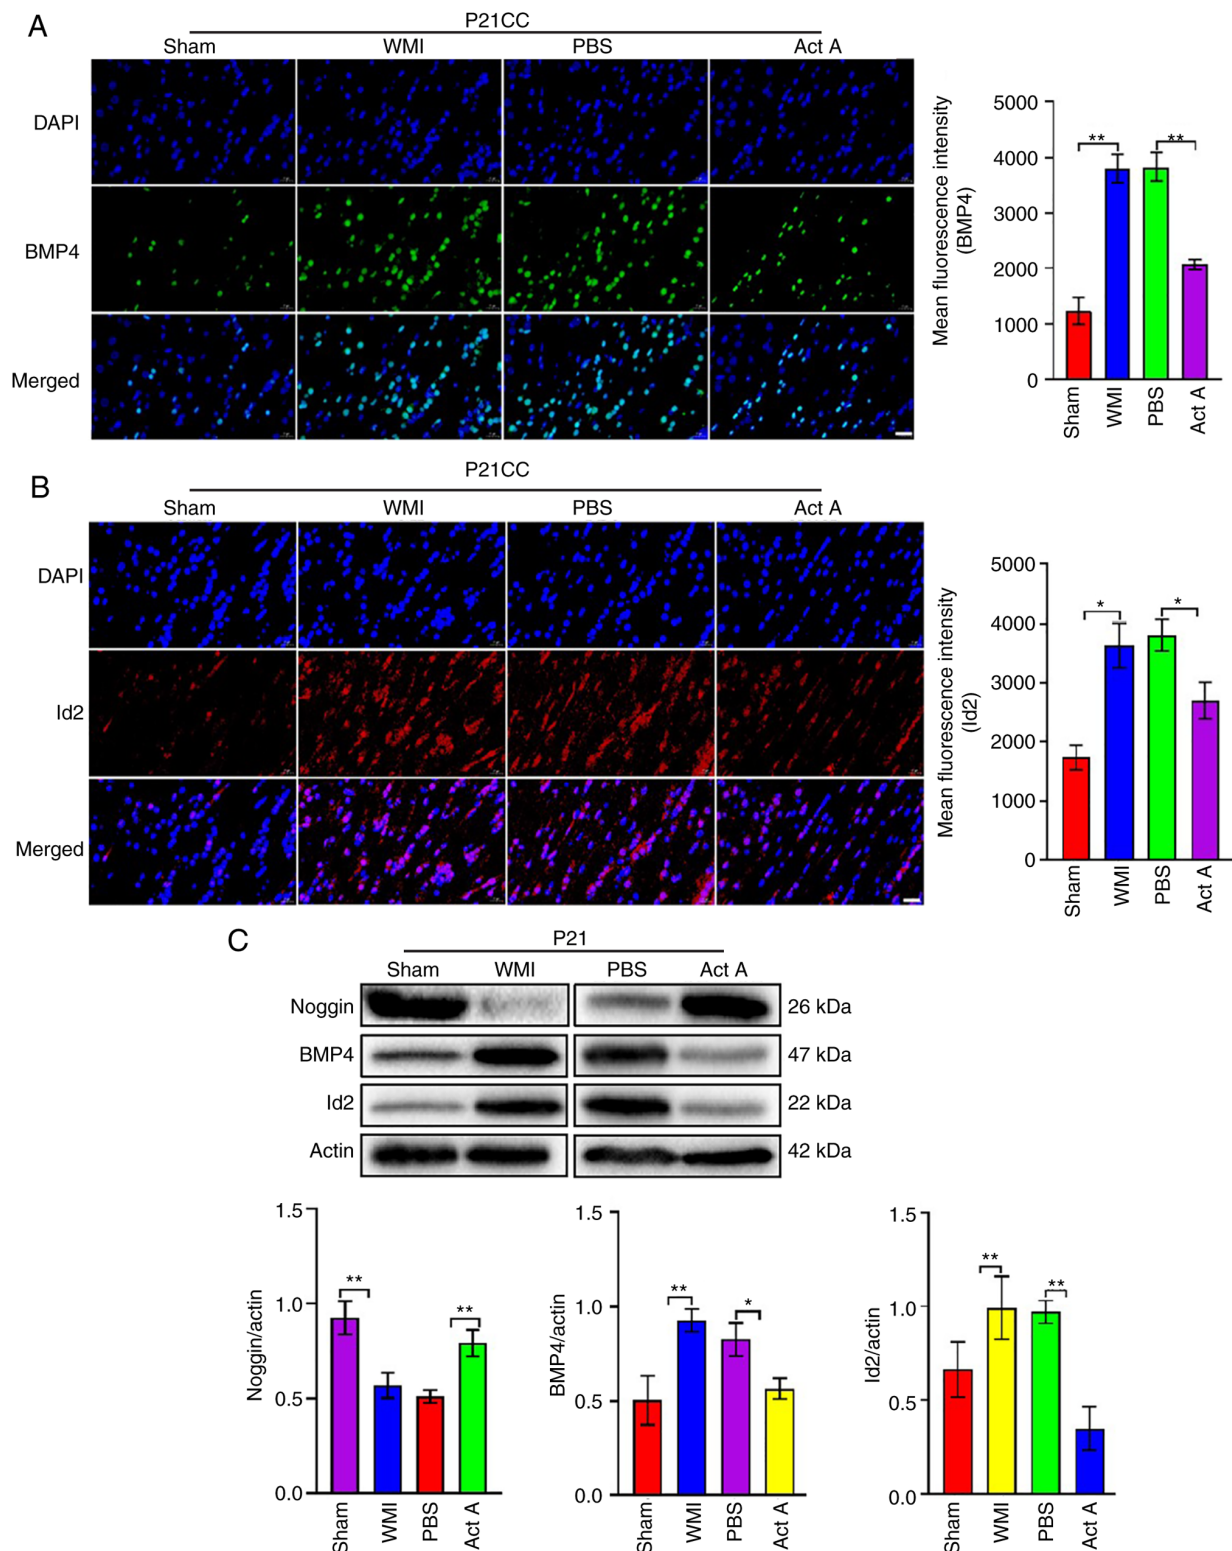 A
P21CC
Sham WMI PBS Act A
DAPI
BMP4
Merged
Mean fluorescence intensity
(BMP4)
5000
4000
3000
2000
1000
0
** **
Sham WMI PBS Act A
B
P21CC
Sham WMI PBS Act A
DAPI
Id2
Merged
Mean fluorescence intensity
(Id2)
5000
4000
3000
2000
1000
0
* *
Sham WMI PBS Act A
C
P21
Sham WMI PBS Act A
Noggin 26 kDa
BMP4 47 kDa
Id2 22 kDa
Actin 42 kDa
Noggin/actin
1.5
1.0
0.5
0.0
** **
Sham WMI PBS Act A
BMP4/actin
1.5
1.0
0.5
0.0
** *
Sham WMI PBS Act A
Id2/actin
1.5
1.0
0.5
0.0
** **
Sham WMI PBS Act A